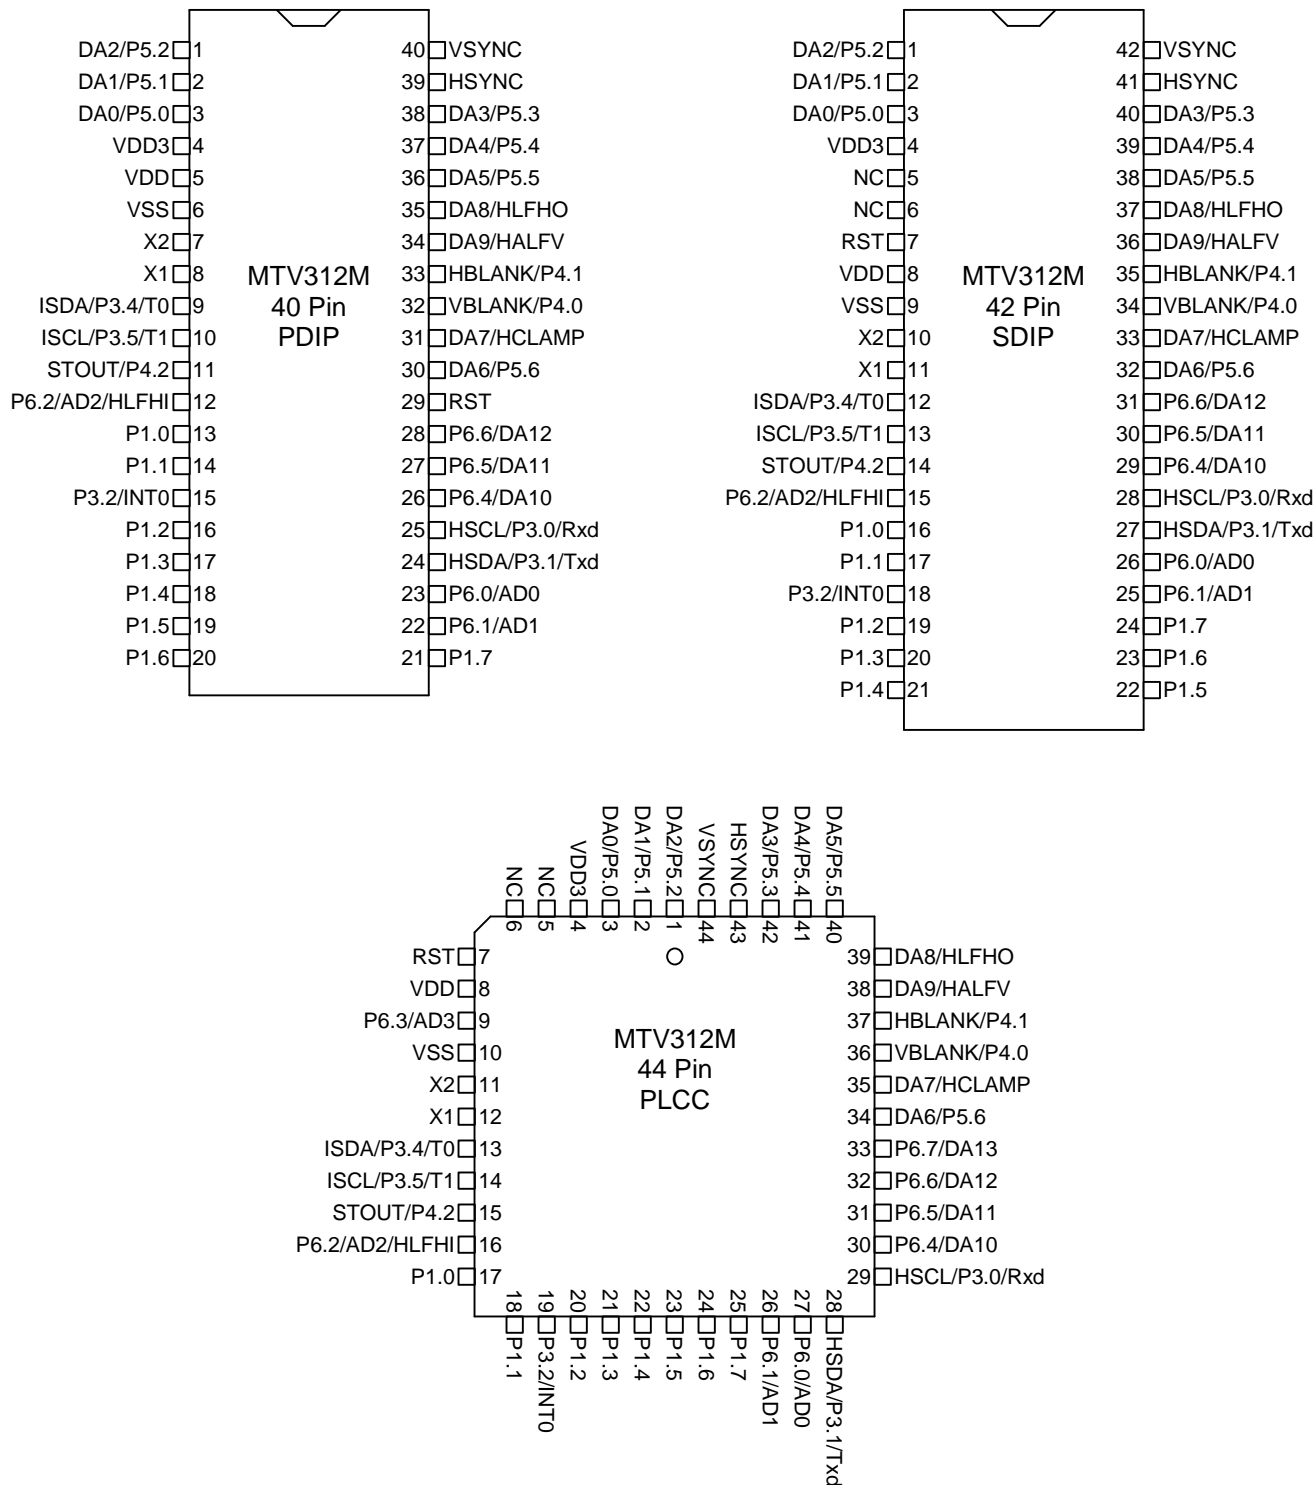 DA2/P5.2 1 40 VSYNC
DA1/P5.1 2 39 HSYNC
DA0/P5.0 3 38 DA3/P5.3
VDD3 4 37 DA4/P5.4
VDD 5 36 DA5/P5.5
VSS 6 35 DA8/HLFHO
X2 7 34 DA9/HALFV
X1 8 33 HBLANK/P4.1
ISDA/P3.4/T0 9 32 VBLANK/P4.0
ISCL/P3.5/T1 10 31 DA7/HCLAMP
STOUT/P4.2 11 30 DA6/P5.6
P6.2/AD2/HLFHI 12 29 RST
P1.0 13 28 P6.6/DA12
P1.1 14 27 P6.5/DA11
P3.2/INT0 15 26 P6.4/DA10
P1.2 16 25 HSCL/P3.0/Rxd
P1.3 17 24 HSDA/P3.1/Txd
P1.4 18 23 P6.0/AD0
P1.5 19 22 P6.1/AD1
P1.6 20 21 P1.7
MTV312M
40 Pin
PDIP
DA2/P5.2 1 42 VSYNC
DA1/P5.1 2 41 HSYNC
DA0/P5.0 3 40 DA3/P5.3
VDD3 4 39 DA4/P5.4
NC 5 38 DA5/P5.5
NC 6 37 DA8/HLFHO
RST 7 36 DA9/HALFV
VDD 8 35 HBLANK/P4.1
VSS 9 34 VBLANK/P4.0
X2 10 33 DA7/HCLAMP
X1 11 32 DA6/P5.6
ISDA/P3.4/T0 12 31 P6.6/DA12
ISCL/P3.5/T1 13 30 P6.5/DA11
STOUT/P4.2 14 29 P6.4/DA10
P6.2/AD2/HLFHI 15 28 HSCL/P3.0/Rxd
P1.0 16 27 HSDA/P3.1/Txd
P1.1 17 26 P6.0/AD0
P3.2/INT0 18 25 P6.1/AD1
P1.2 19 24 P1.7
P1.3 20 23 P1.6
P1.4 21 22 P1.5
MTV312M
42 Pin
SDIP
NC 6
NC 5
VDD3 4
DA0/P5.0 3
DA1/P5.1 2
DA2/P5.2 1
VSYNC 44
HSYNC 43
DA3/P5.3 42
DA4/P5.4 41
DA5/P5.5 40
RST 7 39 DA8/HLFHO
VDD 8 38 DA9/HALFV
P6.3/AD3 9 37 HBLANK/P4.1
VSS 10 36 VBLANK/P4.0
X2 11 35 DA7/HCLAMP
X1 12 34 DA6/P5.6
ISDA/P3.4/T0 13 33 P6.7/DA13
ISCL/P3.5/T1 14 32 P6.6/DA12
STOUT/P4.2 15 31 P6.5/DA11
P6.2/AD2/HLFHI 16 30 P6.4/DA10
P1.0 17 29 HSCL/P3.0/Rxd
MTV312M
44 Pin
PLCC
18 P1.1
19 P3.2/INT0
20 P1.2
21 P1.3
22 P1.4
23 P1.5
24 P1.6
25 P1.7
26 P6.1/AD1
27 P6.0/AD0
28 HSDA/P3.1/Txd